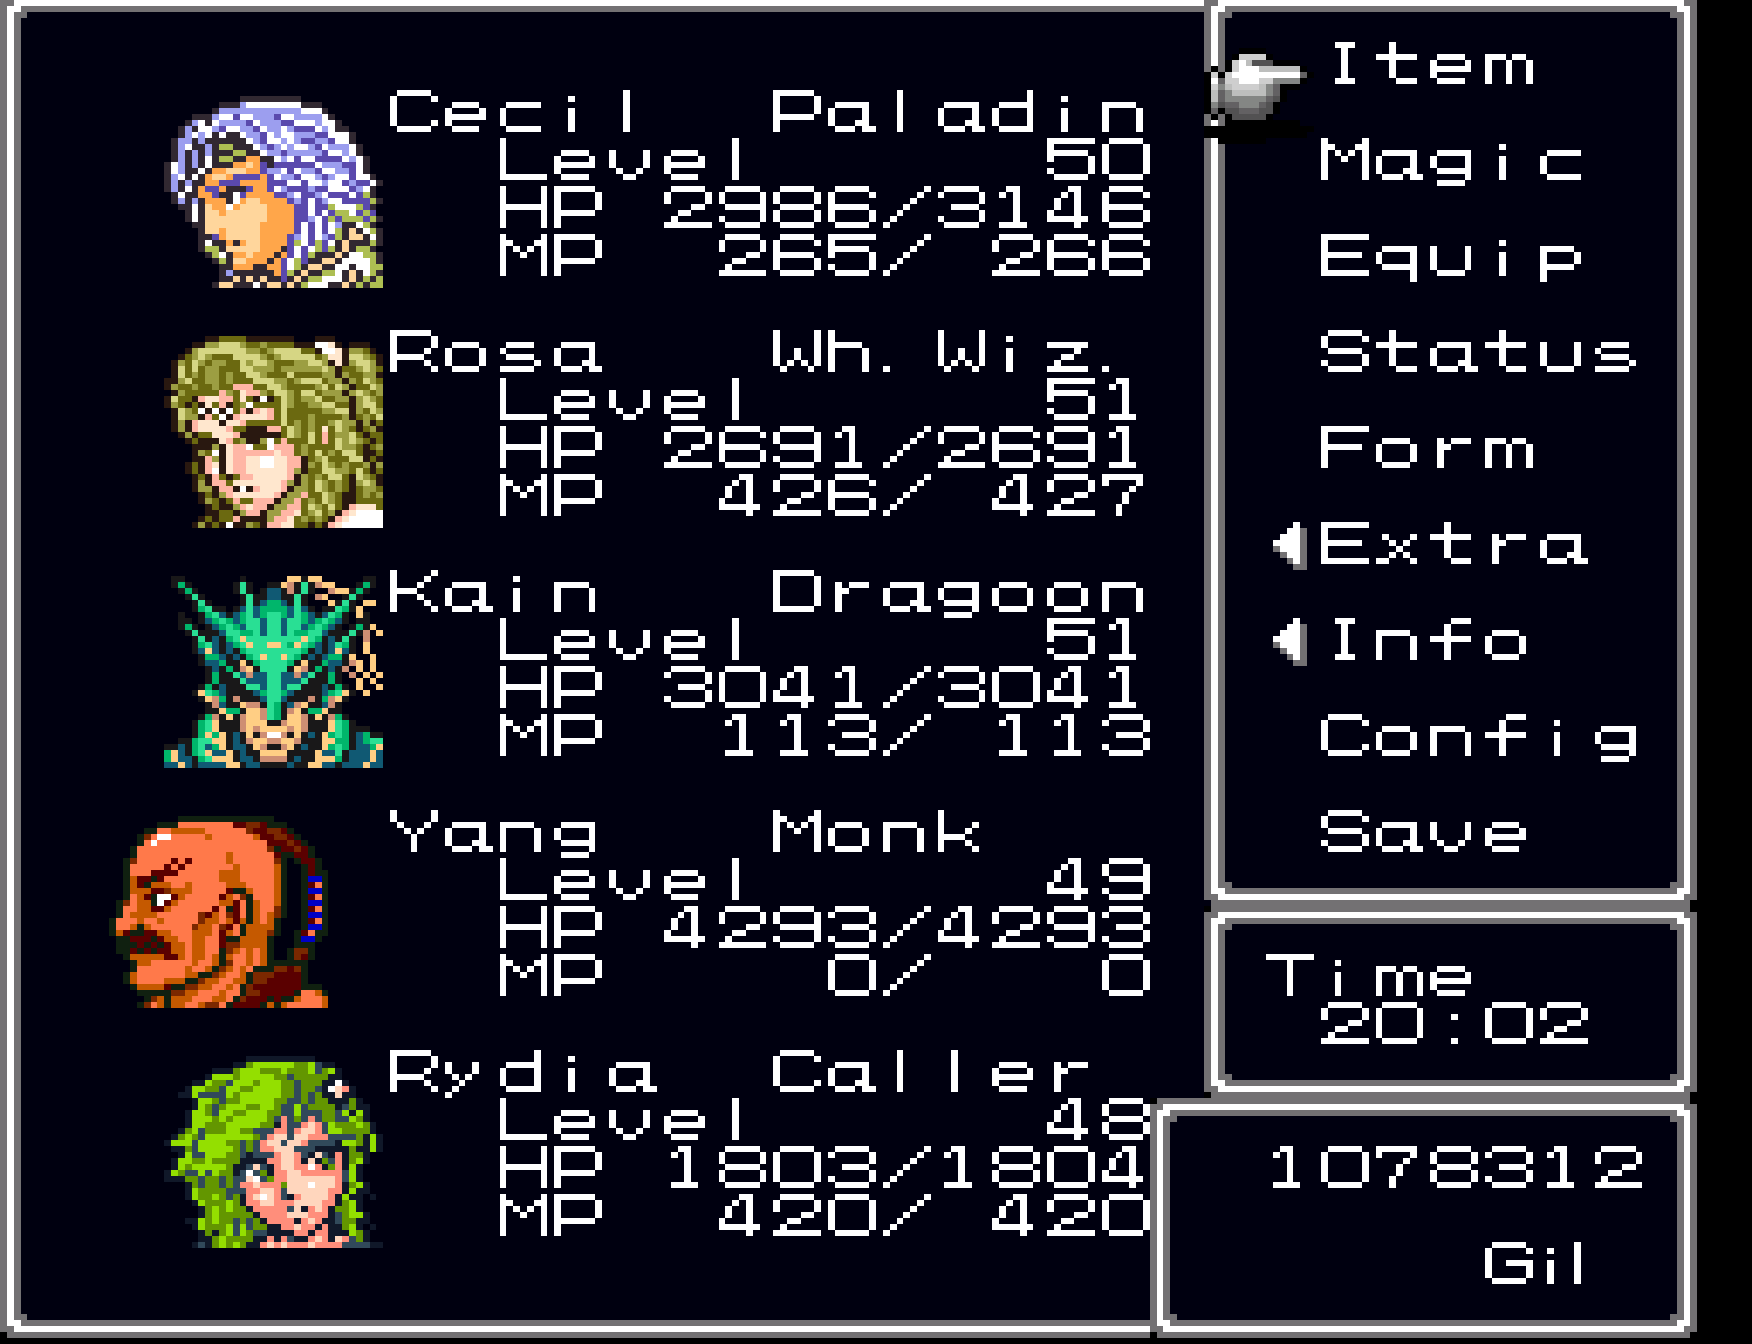 Cecil Paladin
Level 50
HP 2986/3146
MP 265/ 266
Rosa Wh. Wiz.
Level 51
HP 2691/2691
MP 426/ 427
Kain Dragoon
Level 51
HP 3041/3041
MP 113/ 113
Yang Monk
Level 49
HP 4293/4293
MP 0/ 0
Rydia Caller
Level 48
HP 1803/1804
MP 420/ 420
Item
Magic
Equip
Status
Form
Extra
Info
Config
Save
Time
20:02
1078312
Gil